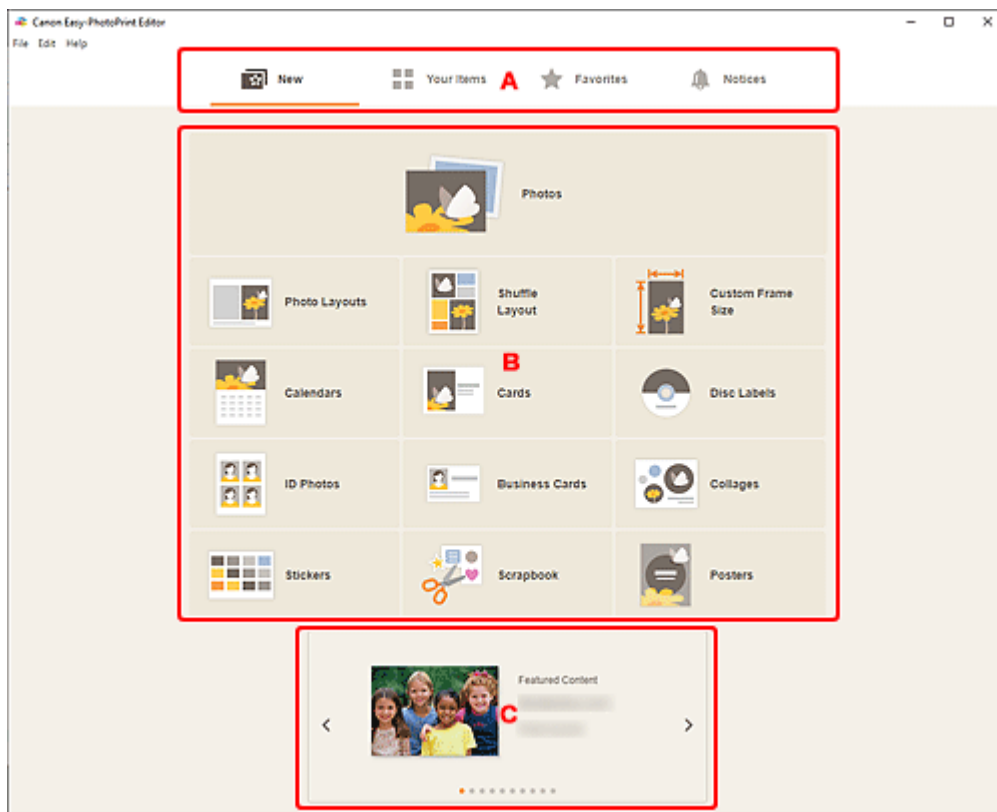 Canon Easy-PhotoPrint Editor
File Edit Help
New Your Items A Favorites Notices
Photos
Photo Layouts
Shuffle
Layout
Custom Frame
Size
B
Calendars
Cards
Disc Labels
ID Photos
Business Cards
Collages
Stickers
Scrapbook
Posters
Featured Content
C